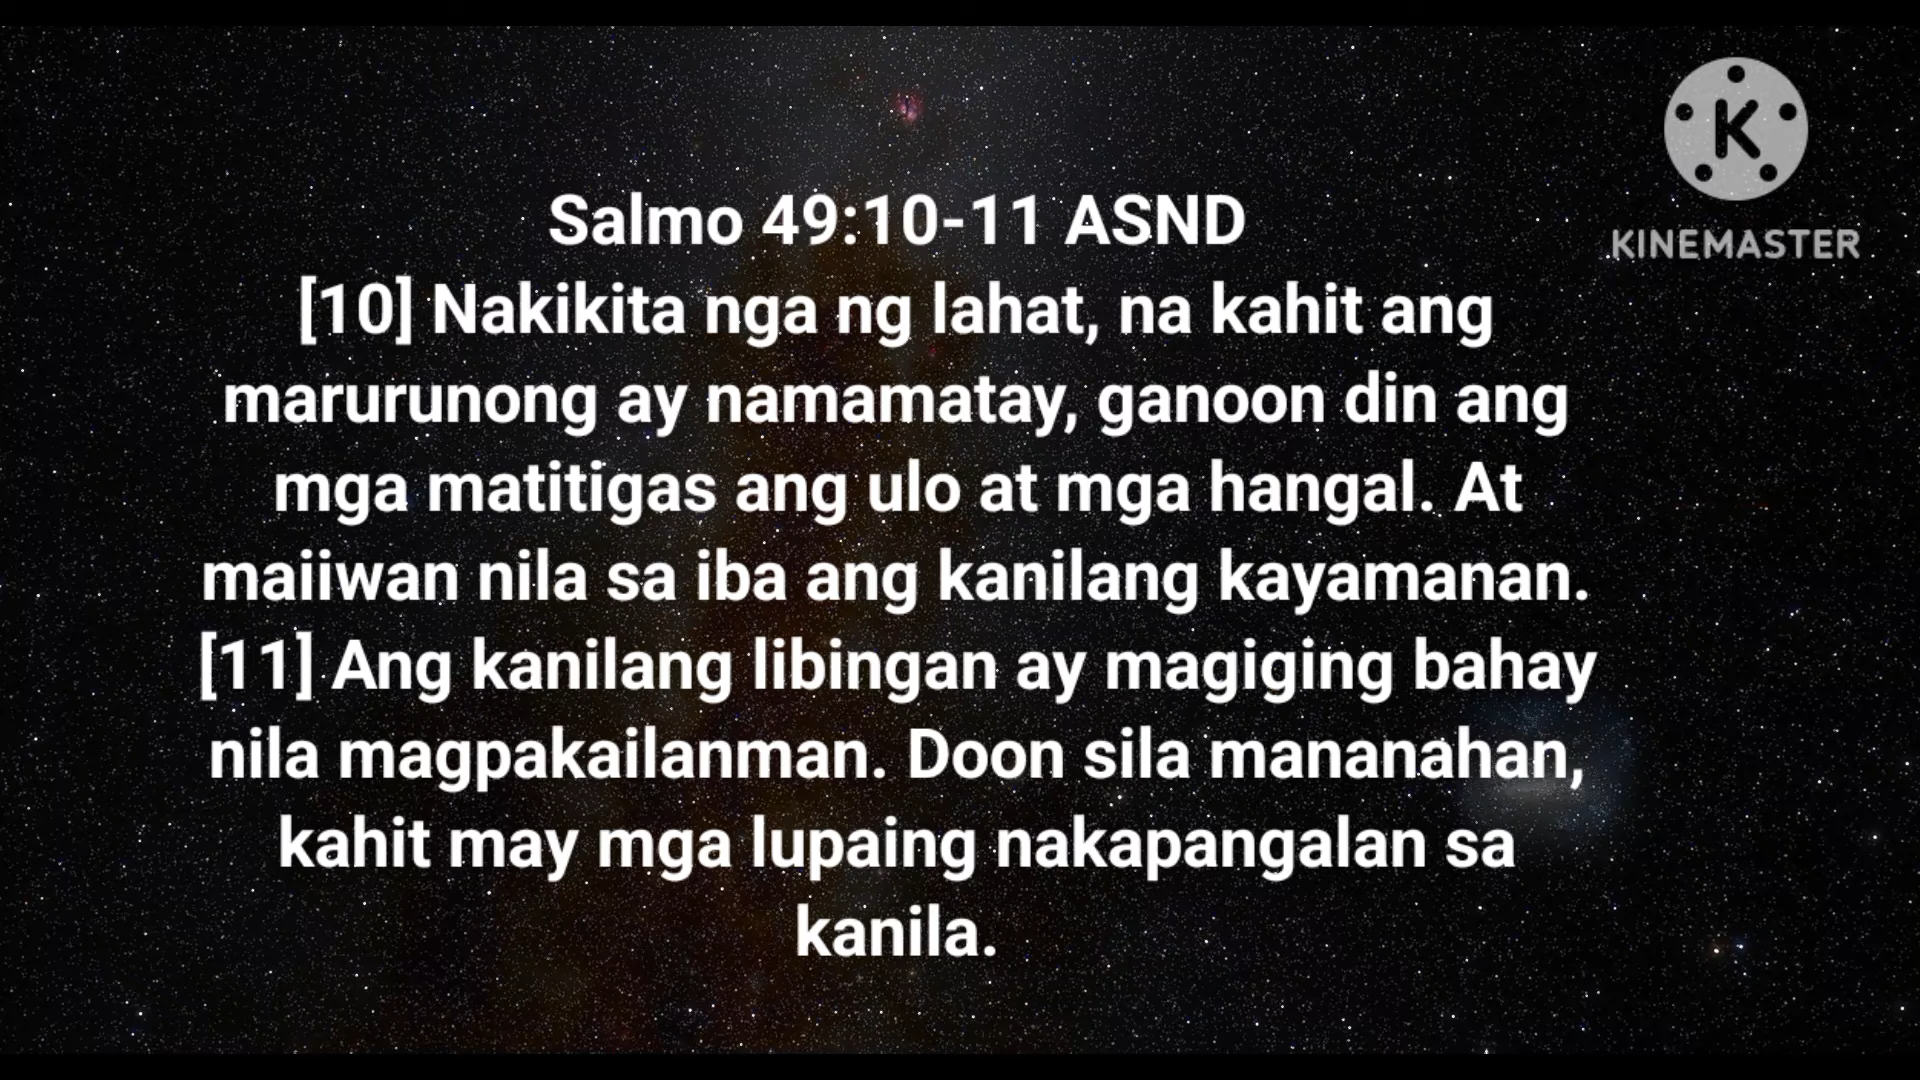 Salmo 49:10-11 ASND
[10] Nakikita nga ng lahat, na kahit ang
marurunong ay namamatay, ganoon din ang
mga matitigas ang ulo at mga hangal. At
maiiwan nila sa iba ang kanilang kayamanan.
[11] Ang kanilang libingan ay magiging bahay
nila magpakailanman. Doon sila mananahan,
kahit may mga lupaing nakapangalan sa
kanila.
K
KINEMASTER